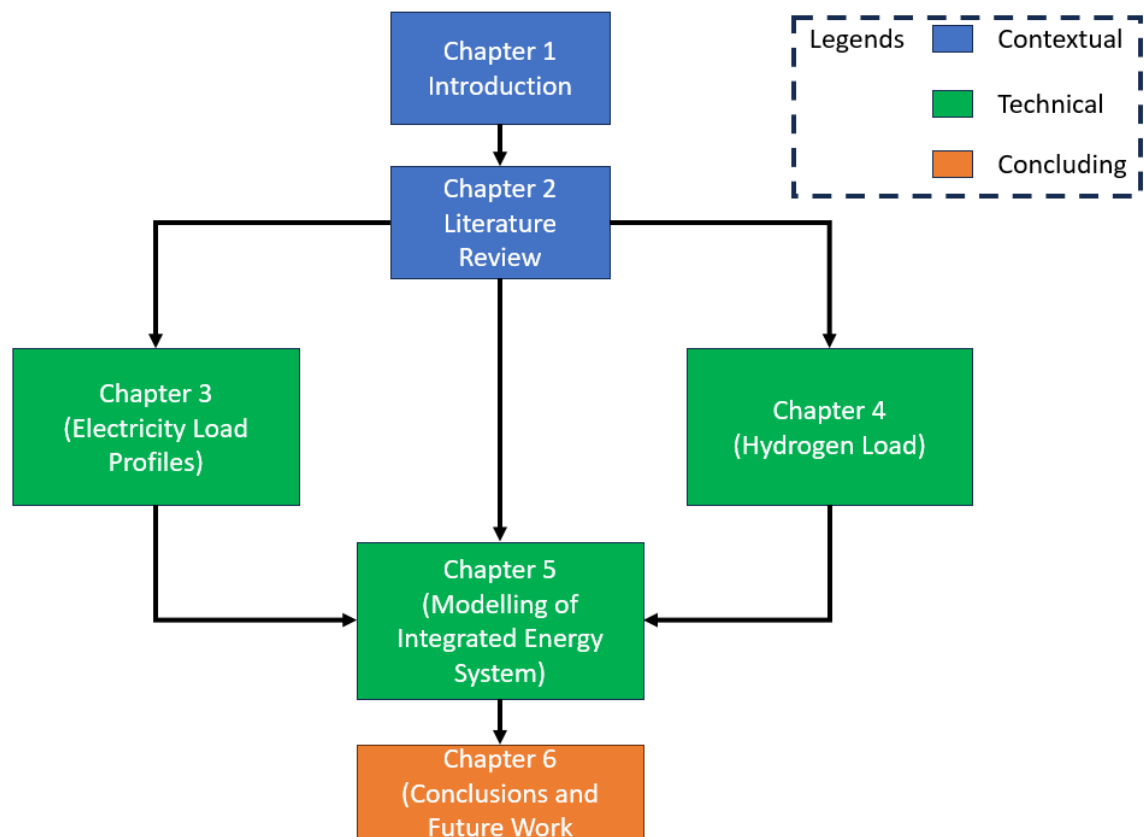 Chapter 1
Introduction
Legends
Contextual
Technical
Concluding
Chapter 2
Literature
Review
Chapter 3
(Electricity Load
Profiles)
Chapter 4
(Hydrogen Load)
Chapter 5
(Modelling of
Integrated Energy
System)
Chapter 6
(Conclusions and
Future Work